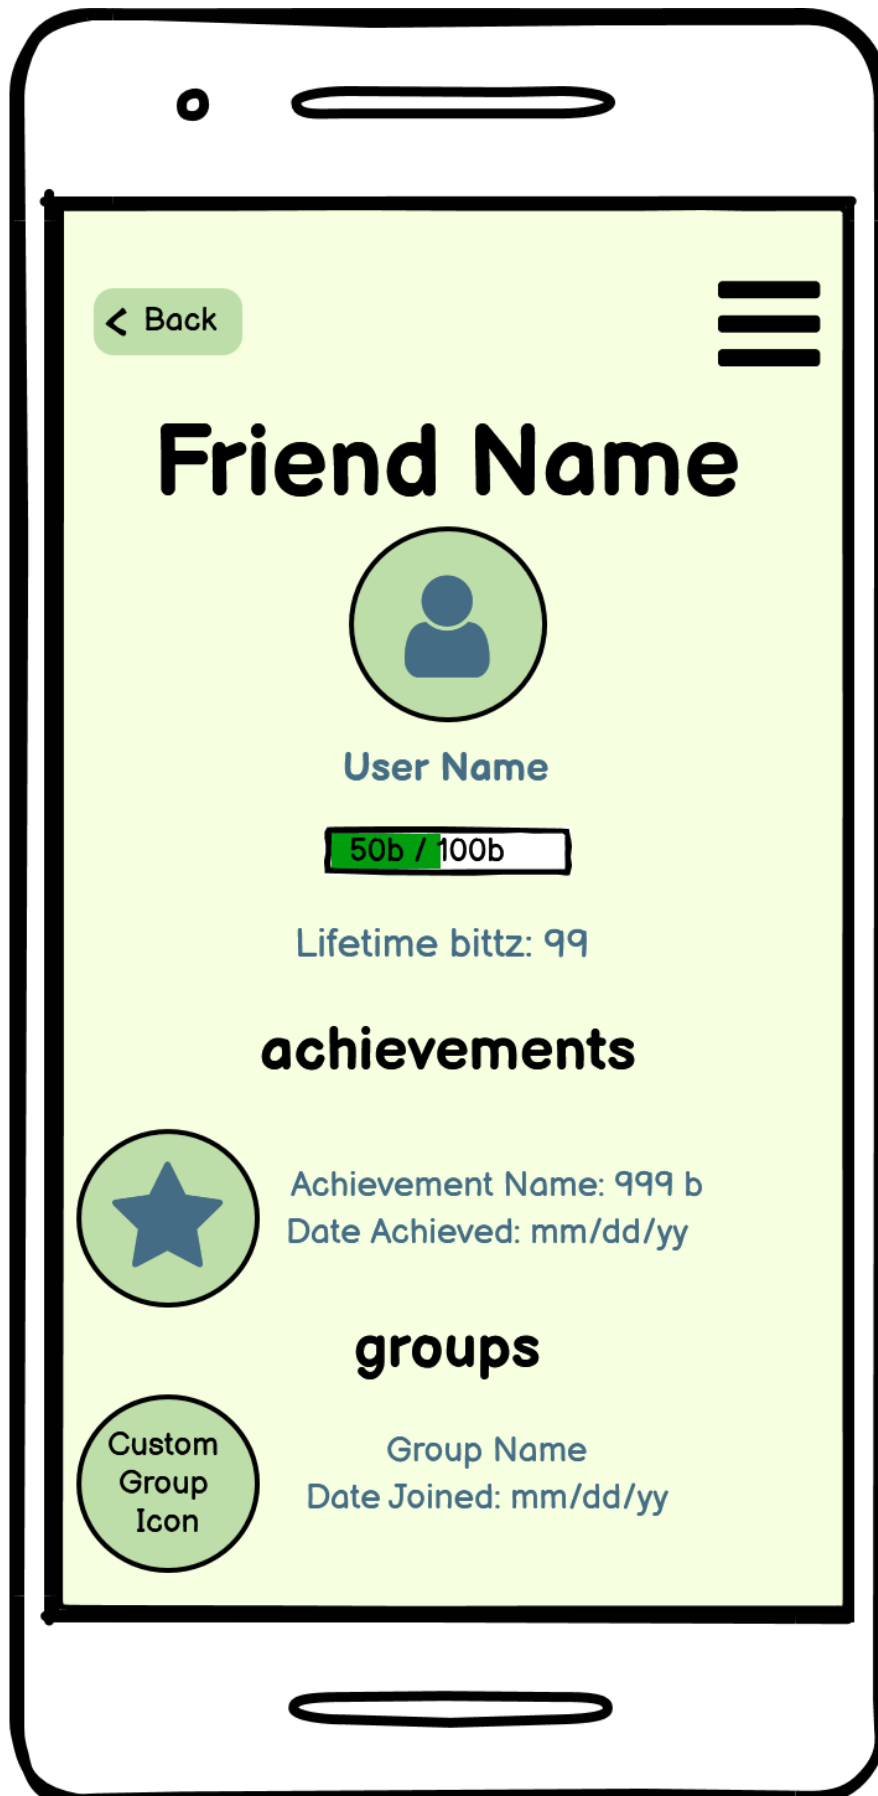 Back
Friend Name
User Name
50b / 100b
Lifetime bittz: 99
achievements
Achievement Name: 999 b
Date Achieved: mm/dd/yy
groups
Custom
Group
Icon
Group Name
Date Joined: mm/dd/yy